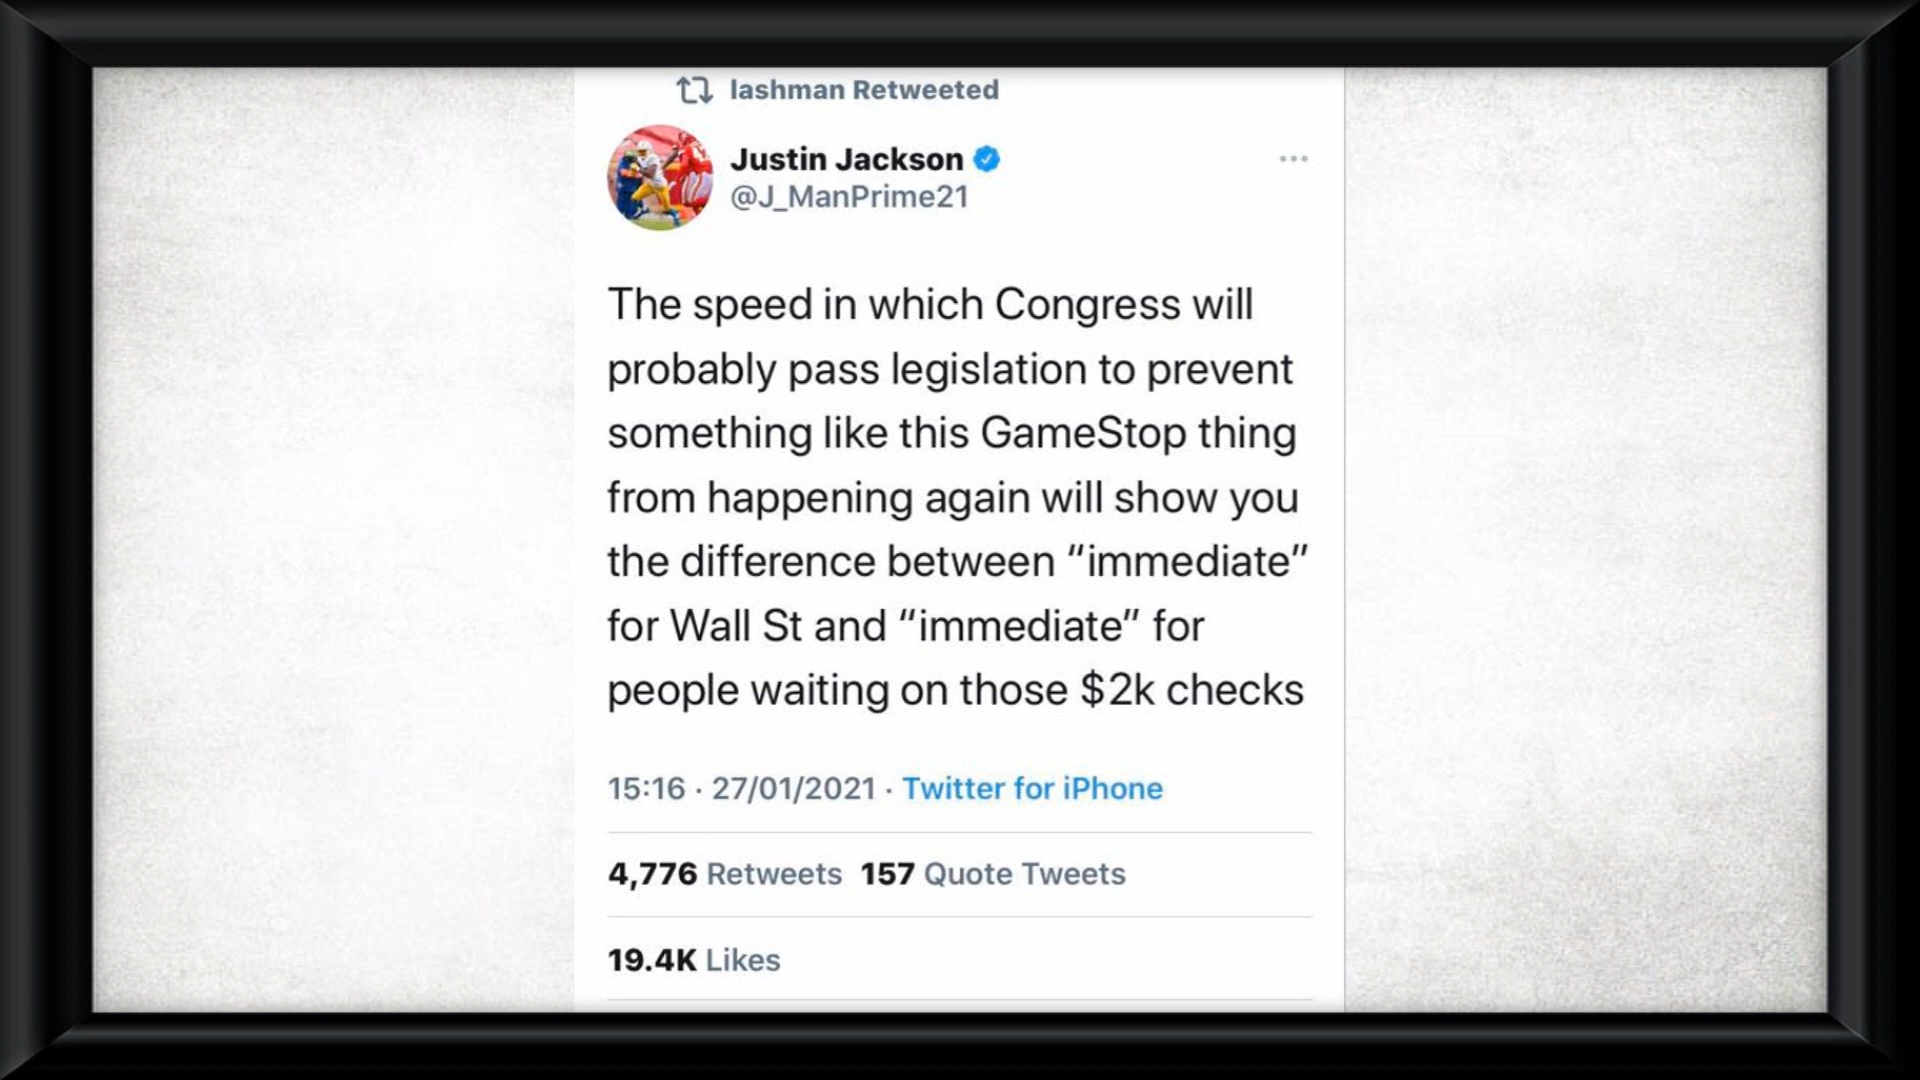 lashman Retweeted
Justin Jackson
@J_ManPrime21
The speed in which Congress will
probably pass legislation to prevent
something like this GameStop thing
from happening again will show you
the difference between “immediate”
for Wall St and “immediate” for
people waiting on those $2k checks
15:16 · 27/01/2021 · Twitter for iPhone
4,776 Retweets 157 Quote Tweets
19.4K Likes